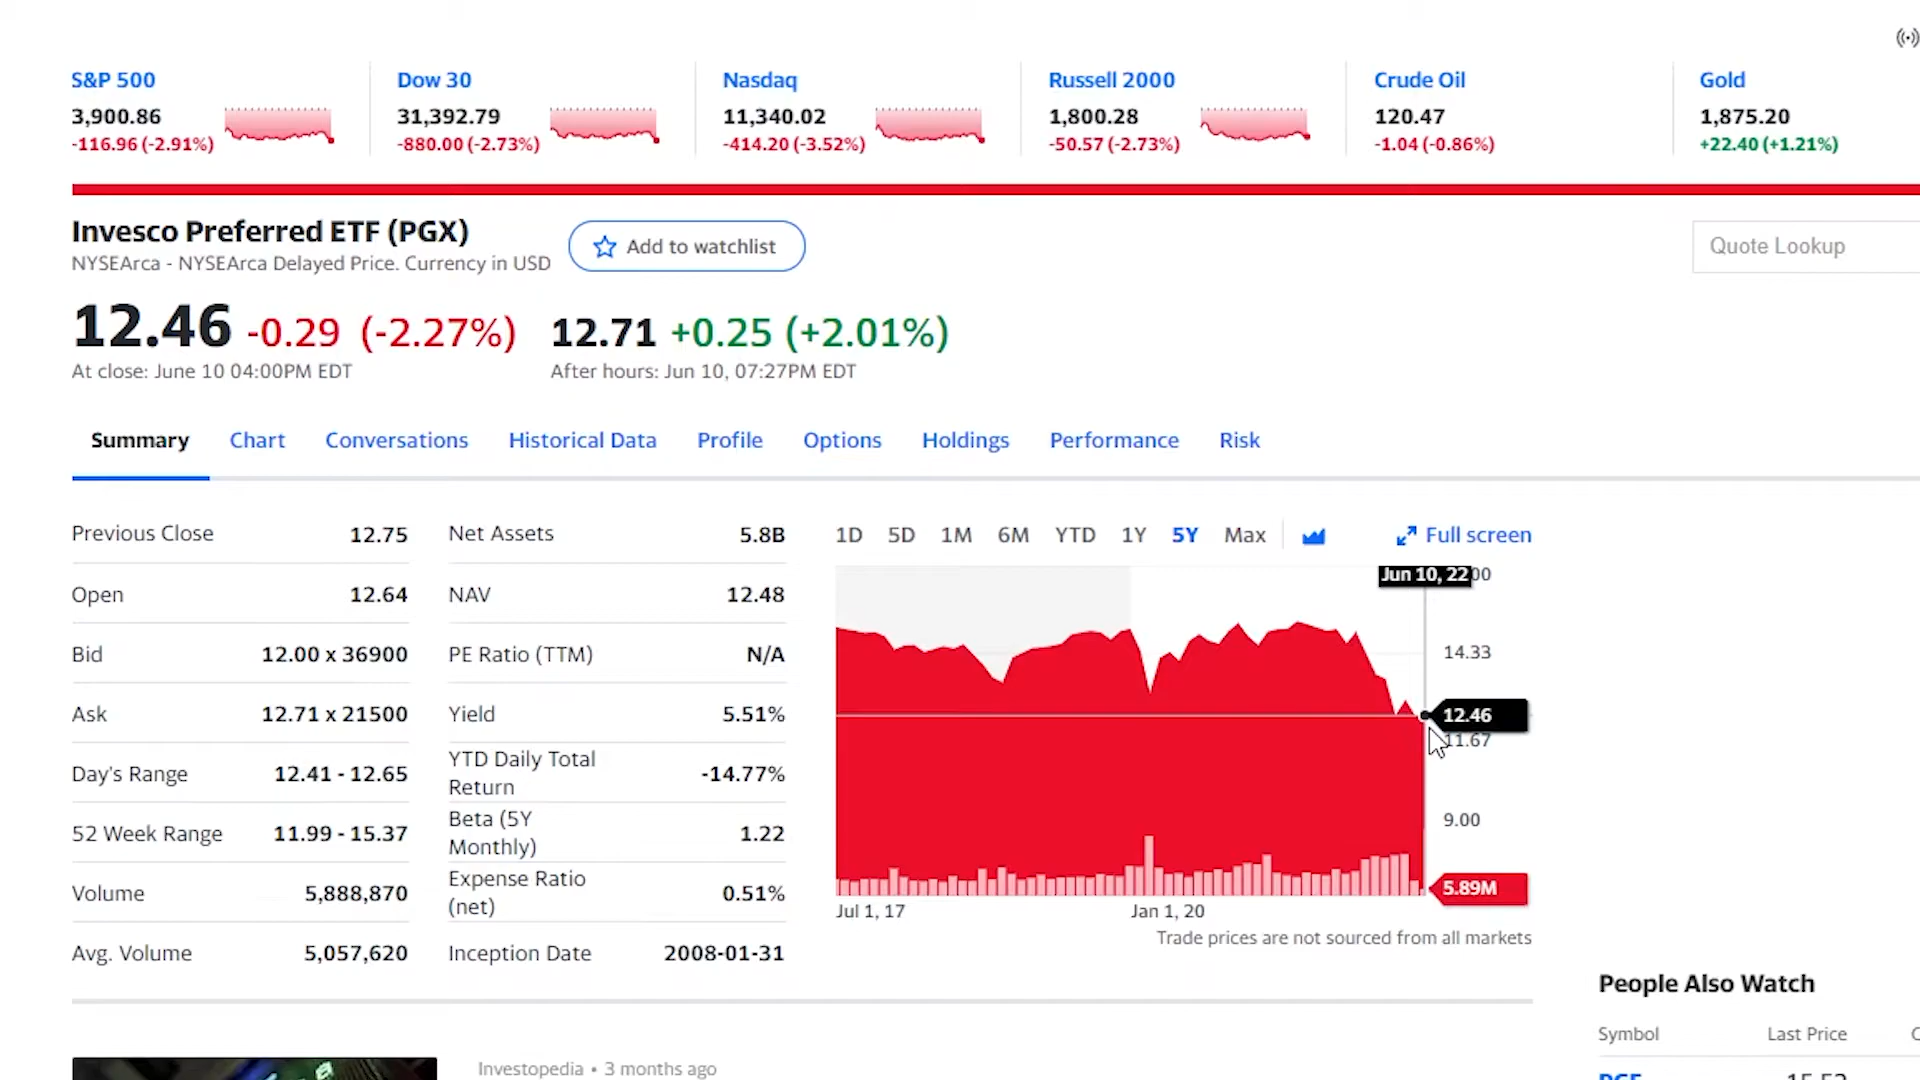 S&P 500
3,900.86
-116.96 (-2.91%)
Dow 30
31,392.79
-880.00 (-2.73%)
Nasdaq
11,340.02
-414.20 (-3.52%)
Russell 2000
1,800.28
-50.57 (-2.73%)
Crude Oil
120.47
-1.04 (-0.86%)
Gold
1,875.20
+22.40 (+1.21%)
Invesco Preferred ETF (PGX)
NYSEArca - NYSEArca Delayed Price. Currency in USD
Add to watchlist
Quote Lookup
12.46 -0.29 (-2.27%)
At close: June 10 04:00PM EDT
12.71 +0.25 (+2.01%)
After hours: Jun 10, 07:27PM EDT
Summary Chart Conversations Historical Data Profile Options Holdings Performance Risk
Previous Close 12.75
Open 12.64
Bid 12.00 x 36900
Ask 12.71 x 21500
Day's Range 12.41 - 12.65
52 Week Range 11.99 - 15.37
Volume 5,888,870
Avg. Volume 5,057,620
Net Assets 5.8B
NAV 12.48
PE Ratio (TTM) N/A
Yield 5.51%
YTD Daily Total
Return
-14.77%
Beta (5Y
Monthly)
1.22
Expense Ratio
(net)
0.51%
Inception Date 2008-01-31
1D 5D 1M 6M YTD 1Y 5Y Max Full screen
Jun 10, 22 00
14.33
12.46
11.67
9.00
5.89M
Jul 1, 17 Jan 1, 20
Trade prices are not sourced from all markets
People Also Watch
Symbol Last Price
Investopedia • 3 months ago